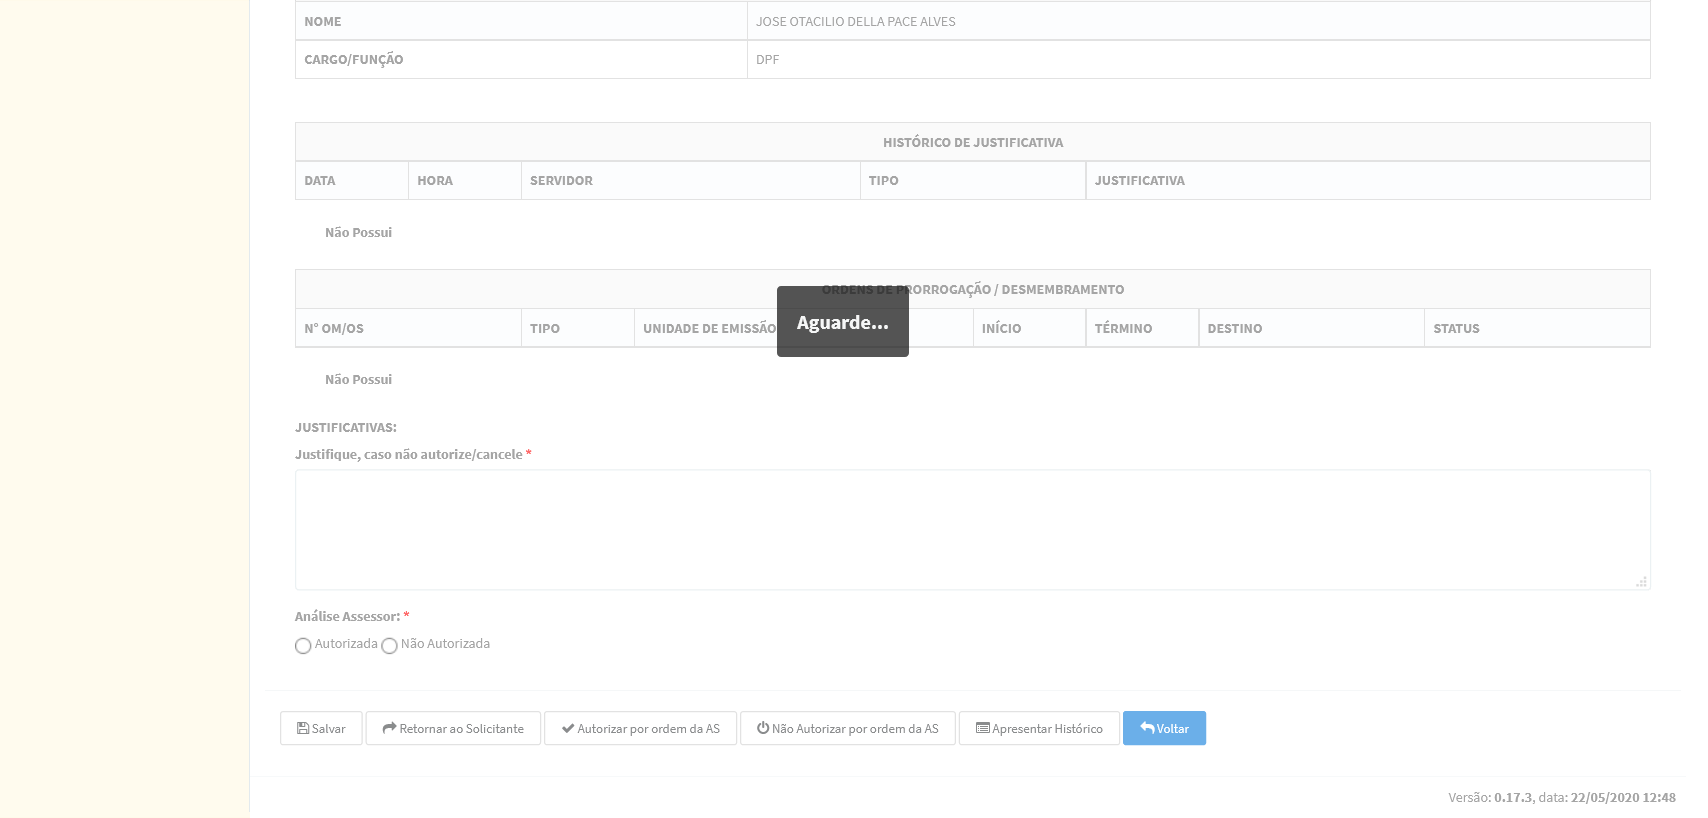 NOME JOSE OTACILIO DELLA PACE ALVES
CARGO/FUNÇÃO DPF
HISTÓRICO DE JUSTIFICATIVA
DATA HORA SERVIDOR TIPO JUSTIFICATIVA
Não Possui
ORDENS DE PRORROGAÇÃO / DESMEMBRAMENTO
Aguarde...
N° OM/OS TIPO UNIDADE DE EMISSÃO INÍCIO TÉRMINO DESTINO STATUS
Não Possui
JUSTIFICATIVAS:
Justifique, caso não autorize/cancele *
Análise Assessor: *
Autorizada Não Autorizada
Salvar Retornar ao Solicitante Autorizar por ordem da AS Não Autorizar por ordem da AS Apresentar Histórico Voltar
Versão: 0.17.3, data: 22/05/2020 12:48